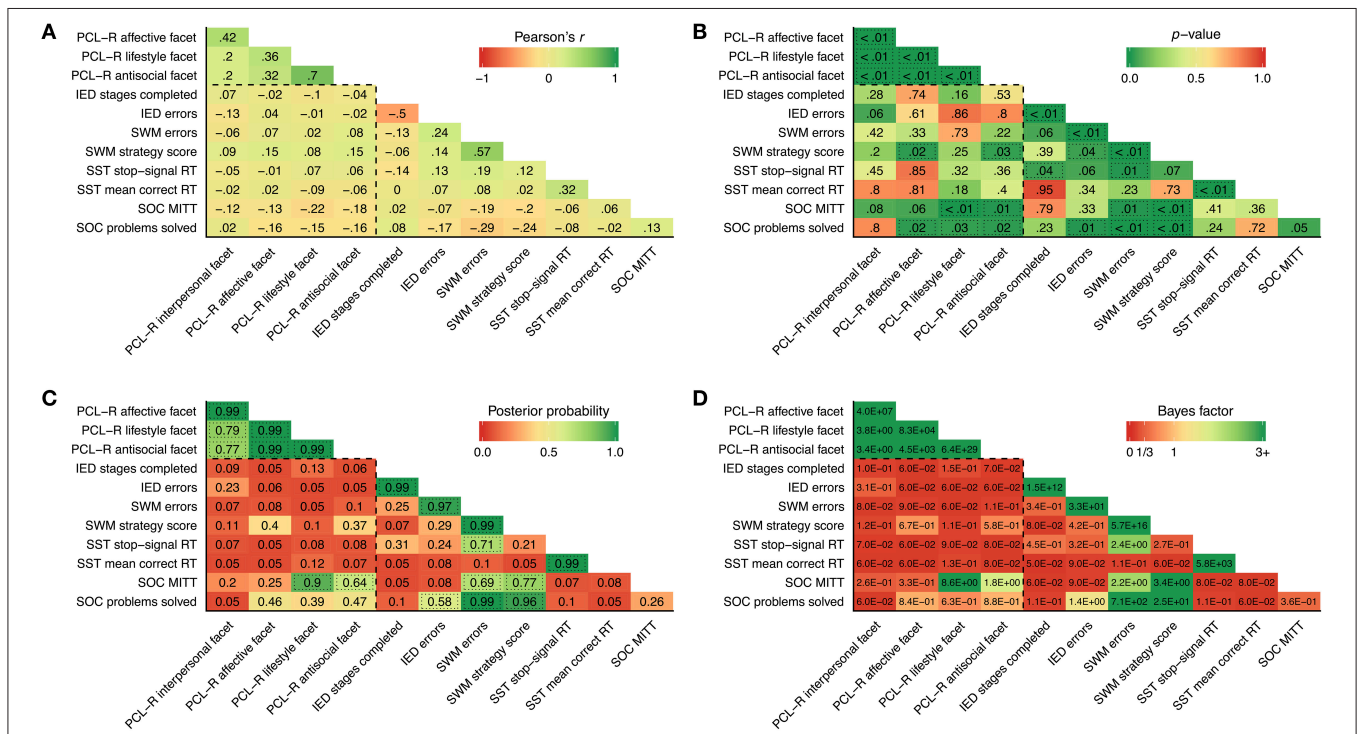 A
Pearson's r
−1 0 1
PCL−R affective facet .42
PCL−R lifestyle facet .2 .36
PCL−R antisocial facet .2 .32 .7
IED stages completed .07 −.02 −.1 −.04
IED errors −.13 .04 −.01 −.02 −.5
SWM errors −.06 .07 .02 .08 −.13 .24
SWM strategy score .09 .15 .08 .15 −.06 .14 .57
SST stop−signal RT −.05 −.01 .07 .06 −.14 .13 .19 .12
SST mean correct RT −.02 .02 −.09 −.06 0 .07 .08 .02 .32
SOC MITT −.12 −.13 −.22 −.18 .02 −.07 −.19 −.2 −.06 .06
SOC problems solved .02 −.16 −.15 −.16 .08 −.17 −.29 −.24 −.08 −.02 .13
PCL−R interpersonal facet
PCL−R affective facet
PCL−R lifestyle facet
PCL−R antisocial facet
IED stages completed
IED errors
SWM errors
SWM strategy score
SST stop−signal RT
SST mean correct RT
SOC MITT
B
p−value
0.0 0.5 1.0
PCL−R affective facet < .01
PCL−R lifestyle facet < .01 < .01
PCL−R antisocial facet < .01 < .01 < .01
IED stages completed .28 .74 .16 .53
IED errors .06 .61 .86 .8 < .01
SWM errors .42 .33 .73 .22 .06 < .01
SWM strategy score .2 .02 .25 .03 .39 .04 < .01
SST stop−signal RT .45 .85 .32 .36 .04 .06 .01 .07
SST mean correct RT .8 .81 .18 .4 .95 .34 .23 .73 < .01
SOC MITT .08 .06 < .01 .01 .79 .33 .01 < .01 .41 .36
SOC problems solved .8 .02 .03 .02 .23 .01 < .01 < .01 .24 .72 .05
PCL−R interpersonal facet
PCL−R affective facet
PCL−R lifestyle facet
PCL−R antisocial facet
IED stages completed
IED errors
SWM errors
SWM strategy score
SST stop−signal RT
SST mean correct RT
SOC MITT
C
Posterior probability
0.0 0.5 1.0
PCL−R affective facet 0.99
PCL−R lifestyle facet 0.79 0.99
PCL−R antisocial facet 0.77 0.99 0.99
IED stages completed 0.09 0.05 0.13 0.06
IED errors 0.23 0.06 0.05 0.05 0.99
SWM errors 0.07 0.08 0.05 0.1 0.25 0.97
SWM strategy score 0.11 0.4 0.1 0.37 0.07 0.29 0.99
SST stop−signal RT 0.07 0.05 0.08 0.08 0.31 0.24 0.71 0.21
SST mean correct RT 0.05 0.05 0.12 0.07 0.05 0.08 0.1 0.05 0.99
SOC MITT 0.2 0.25 0.9 0.64 0.05 0.08 0.69 0.77 0.07 0.08
SOC problems solved 0.05 0.46 0.39 0.47 0.1 0.58 0.99 0.96 0.1 0.05 0.26
PCL−R interpersonal facet
PCL−R affective facet
PCL−R lifestyle facet
PCL−R antisocial facet
IED stages completed
IED errors
SWM errors
SWM strategy score
SST stop−signal RT
SST mean correct RT
SOC MITT
D
Bayes factor
0 1/3 1 3+
PCL−R affective facet 4.0E+07
PCL−R lifestyle facet 3.8E+00 8.3E+04
PCL−R antisocial facet 3.4E+00 4.5E+03 6.4E+29
IED stages completed 1.0E−01 6.0E−02 1.5E−01 7.0E−02
IED errors 3.1E−01 6.0E−02 6.0E−02 6.0E−02 1.5E+12
SWM errors 8.0E−02 9.0E−02 6.0E−02 1.1E−01 3.4E−01 3.3E+01
SWM strategy score 1.2E−01 6.7E−01 1.1E−01 5.8E−01 8.0E−02 4.2E−01 5.7E+16
SST stop−signal RT 7.0E−02 6.0E−02 9.0E−02 8.0E−02 4.5E−01 3.2E−01 2.4E+00 2.7E−01
SST mean correct RT 6.0E−02 6.0E−02 1.3E−01 8.0E−02 6.0E−02 9.0E−02 1.1E−01 6.0E−02 5.8E+03
SOC MITT 2.6E−01 3.3E−01 8.6E+00 1.8E+00 5.0E−02 9.0E−02 2.2E+00 3.4E+00 8.0E−02 8.0E−02
SOC problems solved 6.0E−02 8.4E−01 6.3E−01 8.8E−01 1.1E−01 1.4E+00 7.1E+02 2.5E+01 1.1E−01 6.0E−02 3.6E−01
PCL−R interpersonal facet
PCL−R affective facet
PCL−R lifestyle facet
PCL−R antisocial facet
IED stages completed
IED errors
SWM errors
SWM strategy score
SST stop−signal RT
SST mean correct RT
SOC MITT